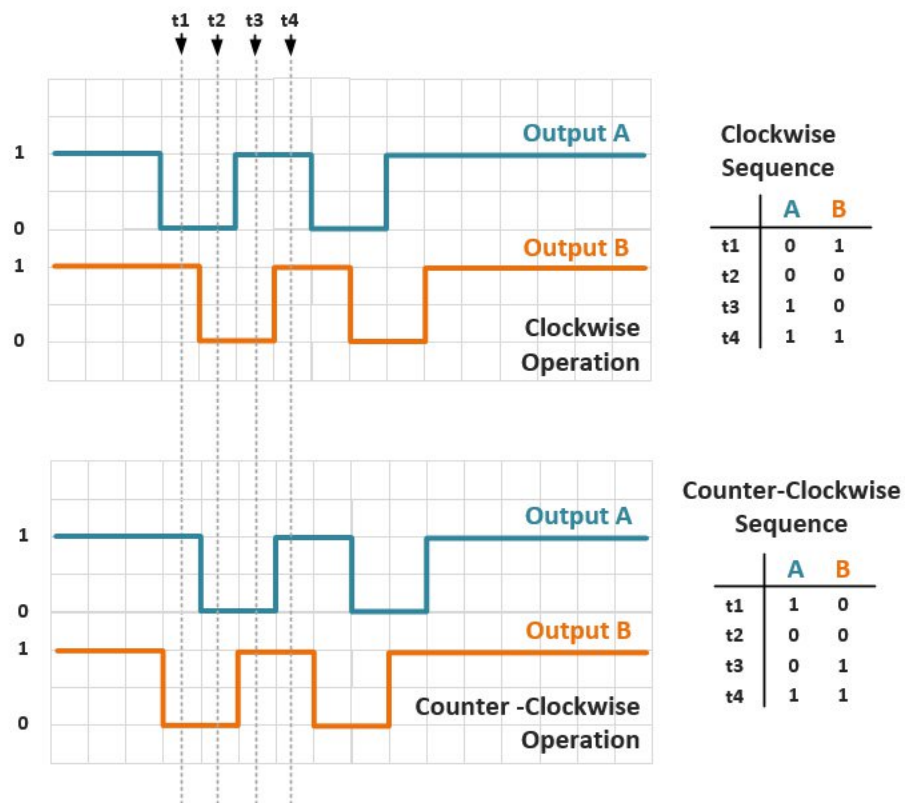 t1 t2 t3 t4
Output A
1
0
Output B
1
0
Clockwise
Operation
Clockwise
Sequence
A B
t1 0 1
t2 0 0
t3 1 0
t4 1 1
Output A
1
0
Output B
1
0
Counter -Clockwise
Operation
Counter-Clockwise
Sequence
A B
t1 1 0
t2 0 0
t3 0 1
t4 1 1